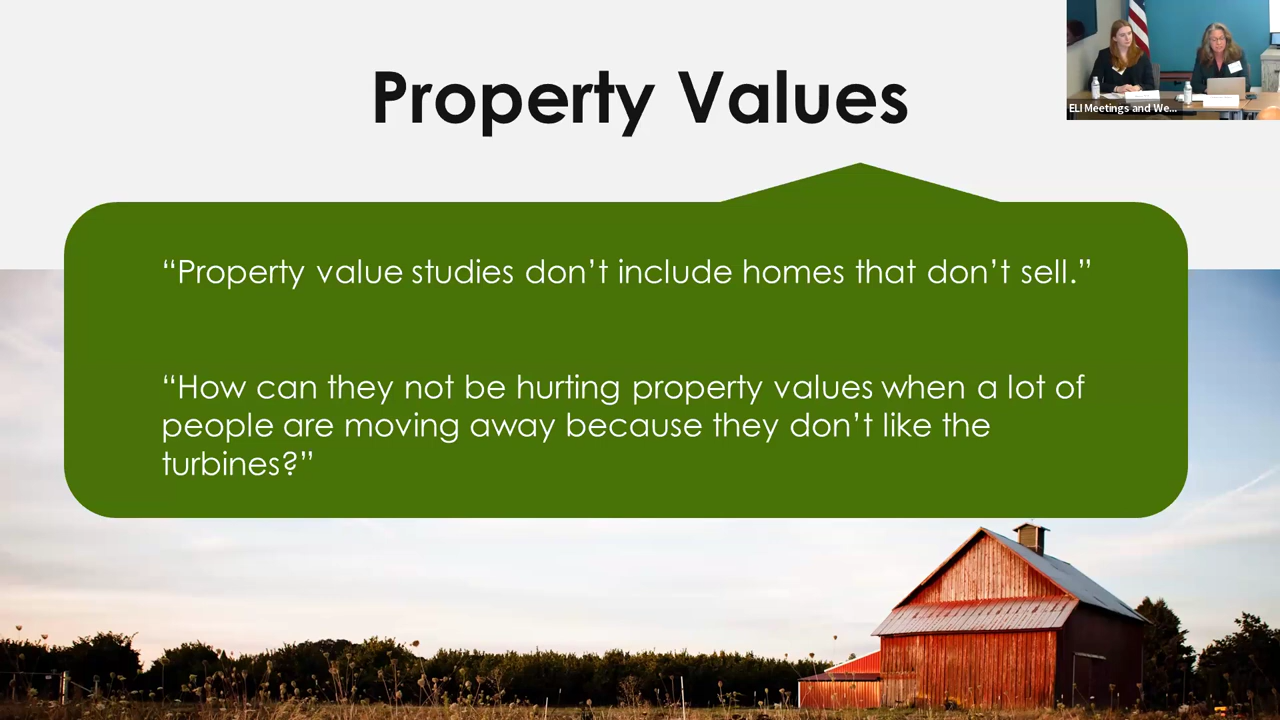 Property Values
ELI Meetings and We...
“Property value studies don’t include homes that don’t sell.”
“How can they not be hurting property values when a lot of
people are moving away because they don’t like the
turbines?”